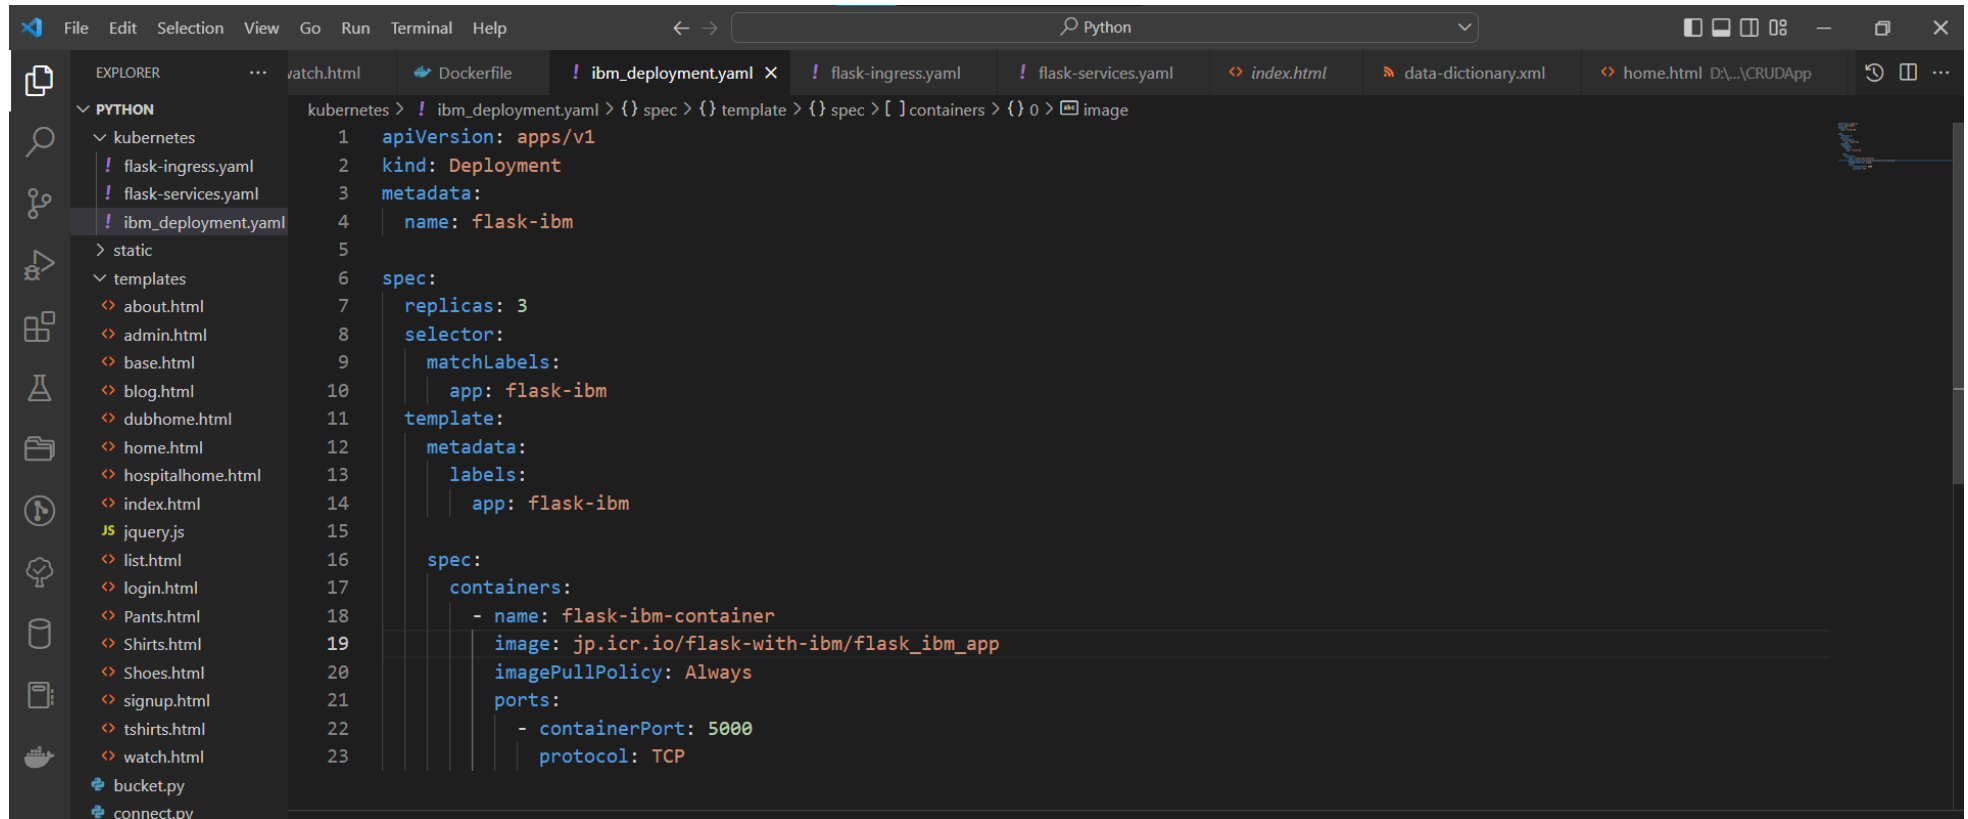 File Edit Selection View Go Run Terminal Help
Python
EXPLORER
watch.html
Dockerfile
! ibm_deployment.yaml
! flask-ingress.yaml
! flask-services.yaml
<> index.html
data-dictionary.xml
<> home.html D:\...\CRUDApp
kubernetes > ! ibm_deployment.yaml > {} spec > {} template > {} spec > [ ] containers > {} 0 > abc image
PYTHON
kubernetes
! flask-ingress.yaml
! flask-services.yaml
! ibm_deployment.yaml
static
templates
<> about.html
<> admin.html
<> base.html
<> blog.html
<> dubhome.html
<> home.html
<> hospitalhome.html
<> index.html
JS jquery.js
<> list.html
<> login.html
<> Pants.html
<> Shirts.html
<> Shoes.html
<> signup.html
<> tshirts.html
<> watch.html
bucket.py
connect.py
1 apiVersion: apps/v1
2 kind: Deployment
3 metadata:
4   name: flask-ibm
5
6 spec:
7   replicas: 3
8   selector:
9     matchLabels:
10       app: flask-ibm
11   template:
12     metadata:
13       labels:
14         app: flask-ibm
15
16     spec:
17       containers:
18         - name: flask-ibm-container
19           image: jp.icr.io/flask-with-ibm/flask_ibm_app
20           imagePullPolicy: Always
21           ports:
22             - containerPort: 5000
23               protocol: TCP